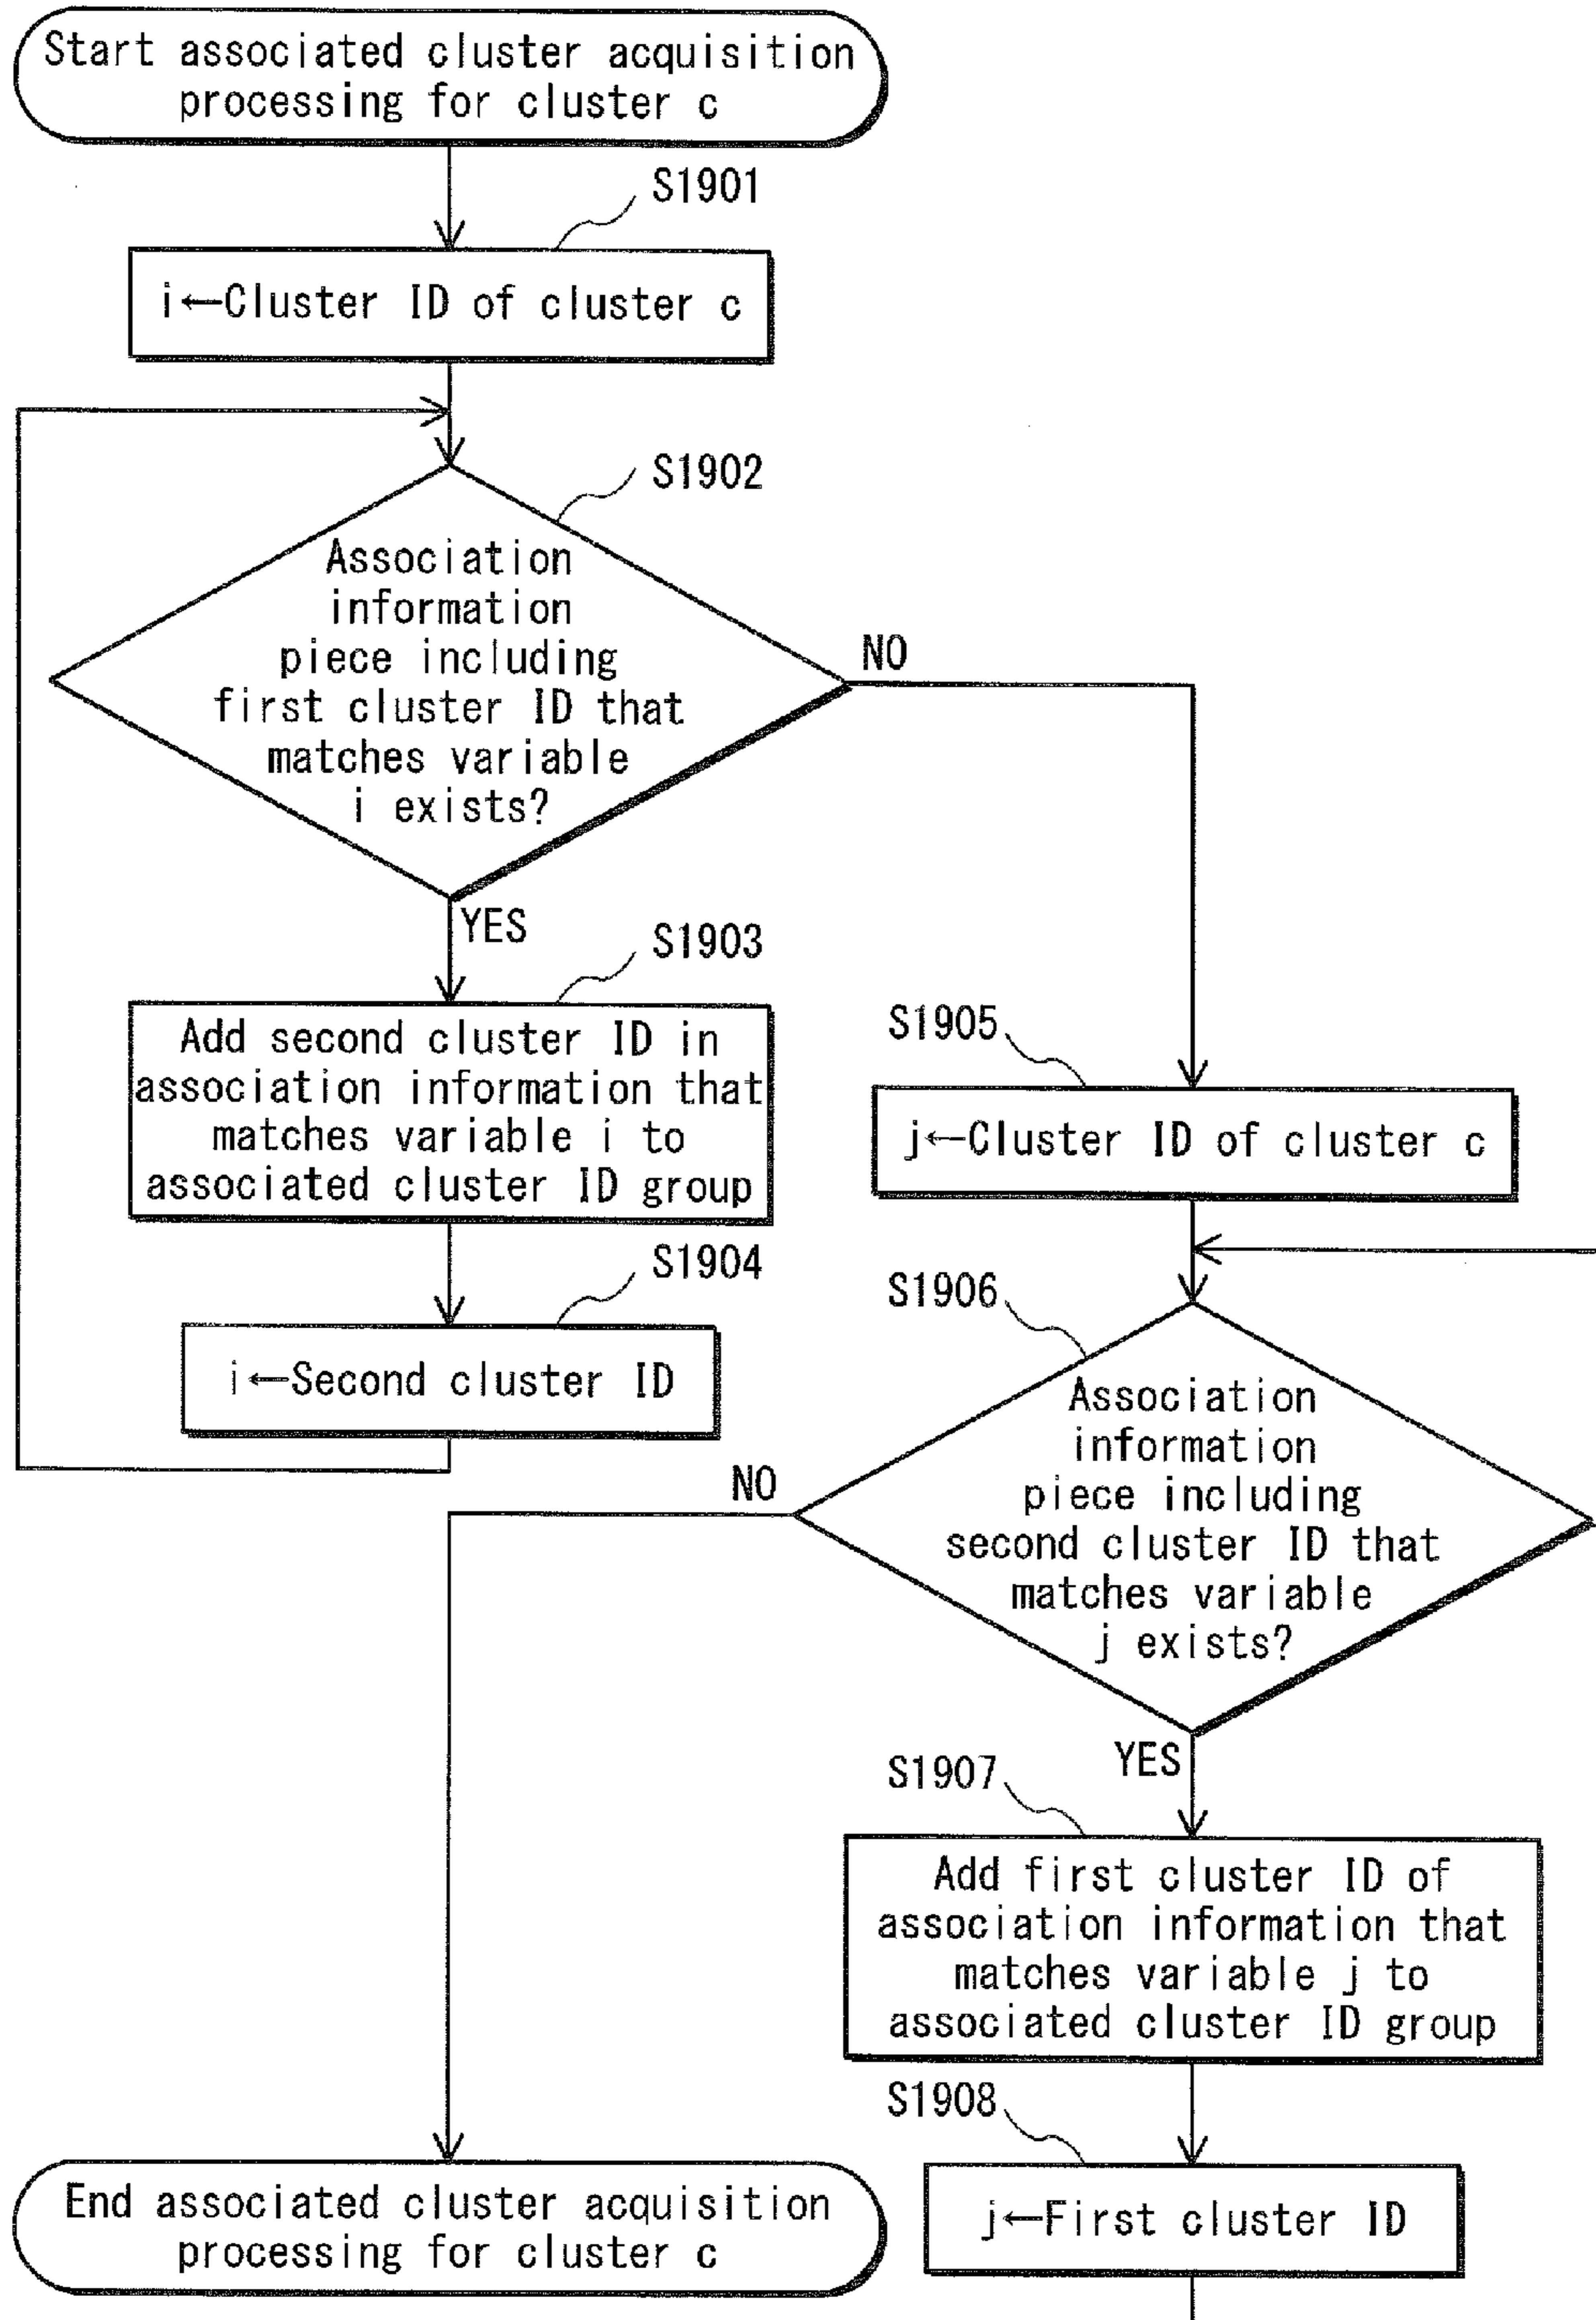 Start associated cluster acquisition
processing for cluster c
S1901
i←Cluster ID of cluster c
S1902
Association
information
piece including
first cluster ID that
matches variable
i exists?
NO
YES
S1903
Add second cluster ID in
association information that
matches variable i to
associated cluster ID group
S1904
i←Second cluster ID
S1905
j←Cluster ID of cluster c
S1906
Association
information
piece including
second cluster ID that
matches variable
j exists?
NO
YES
S1907
Add first cluster ID of
association information that
matches variable j to
associated cluster ID group
S1908
j←First cluster ID
End associated cluster acquisition
processing for cluster c